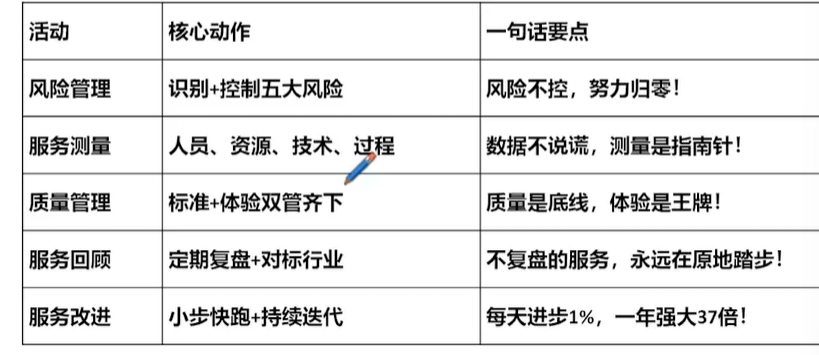 活动 核心动作 一句话要点
风险管理 识别+控制五大风险 风险不控，努力归零！
服务测量 人员、资源、技术、过程 数据不说谎，测量是指南针！
质量管理 标准+体验双管齐下 质量是底线，体验是王牌！
服务回顾 定期复盘+对标行业 不复盘的服务，永远在原地踏步！
服务改进 小步快跑+持续迭代 每天进步1%，一年强大37倍！